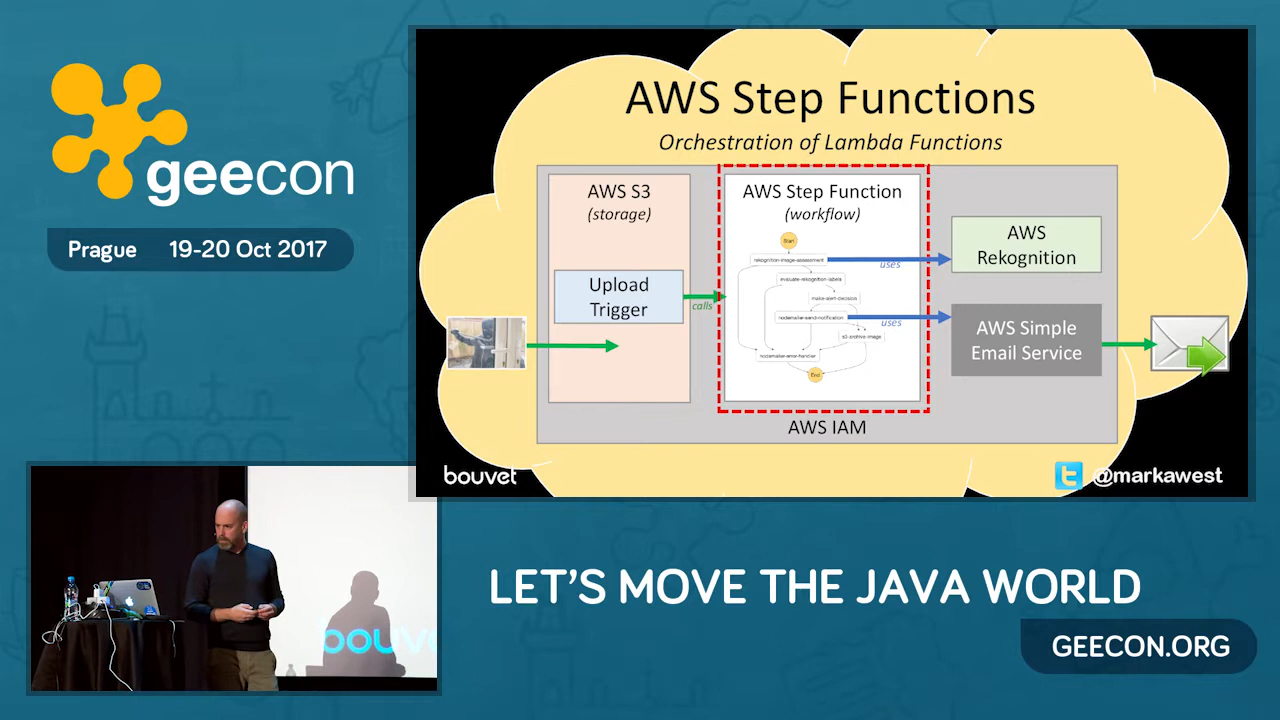 geecon
Prague 19-20 Oct 2017
AWS Step Functions
Orchestration of Lambda Functions
AWS S3
(storage)
Upload
Trigger
calls
AWS Step Function
(workflow)
Start
rekognition-image-assessment
evaluate-rekognition-labels
make-alert-decision
nodemailer-send-notification
s3-archive-image
nodemailer-error-handler
End
uses
uses
AWS
Rekognition
AWS Simple
Email Service
AWS IAM
bouvet
@markawest
bouve
LET'S MOVE THE JAVA WORLD
GEECON.ORG